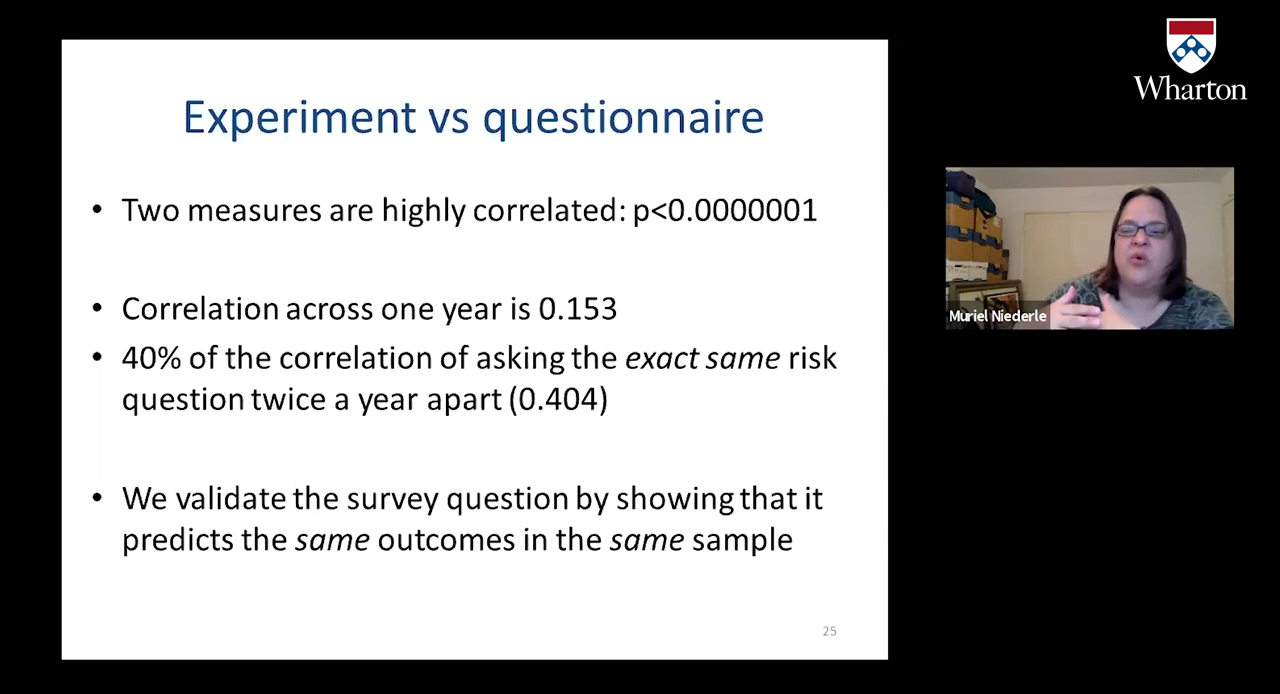 Experiment vs questionnaire
• Two measures are highly correlated: p<0.0000001
• Correlation across one year is 0.153
• 40% of the correlation of asking the exact same risk
question twice a year apart (0.404)
• We validate the survey question by showing that it
predicts the same outcomes in the same sample
25
Wharton
Muriel Niederle